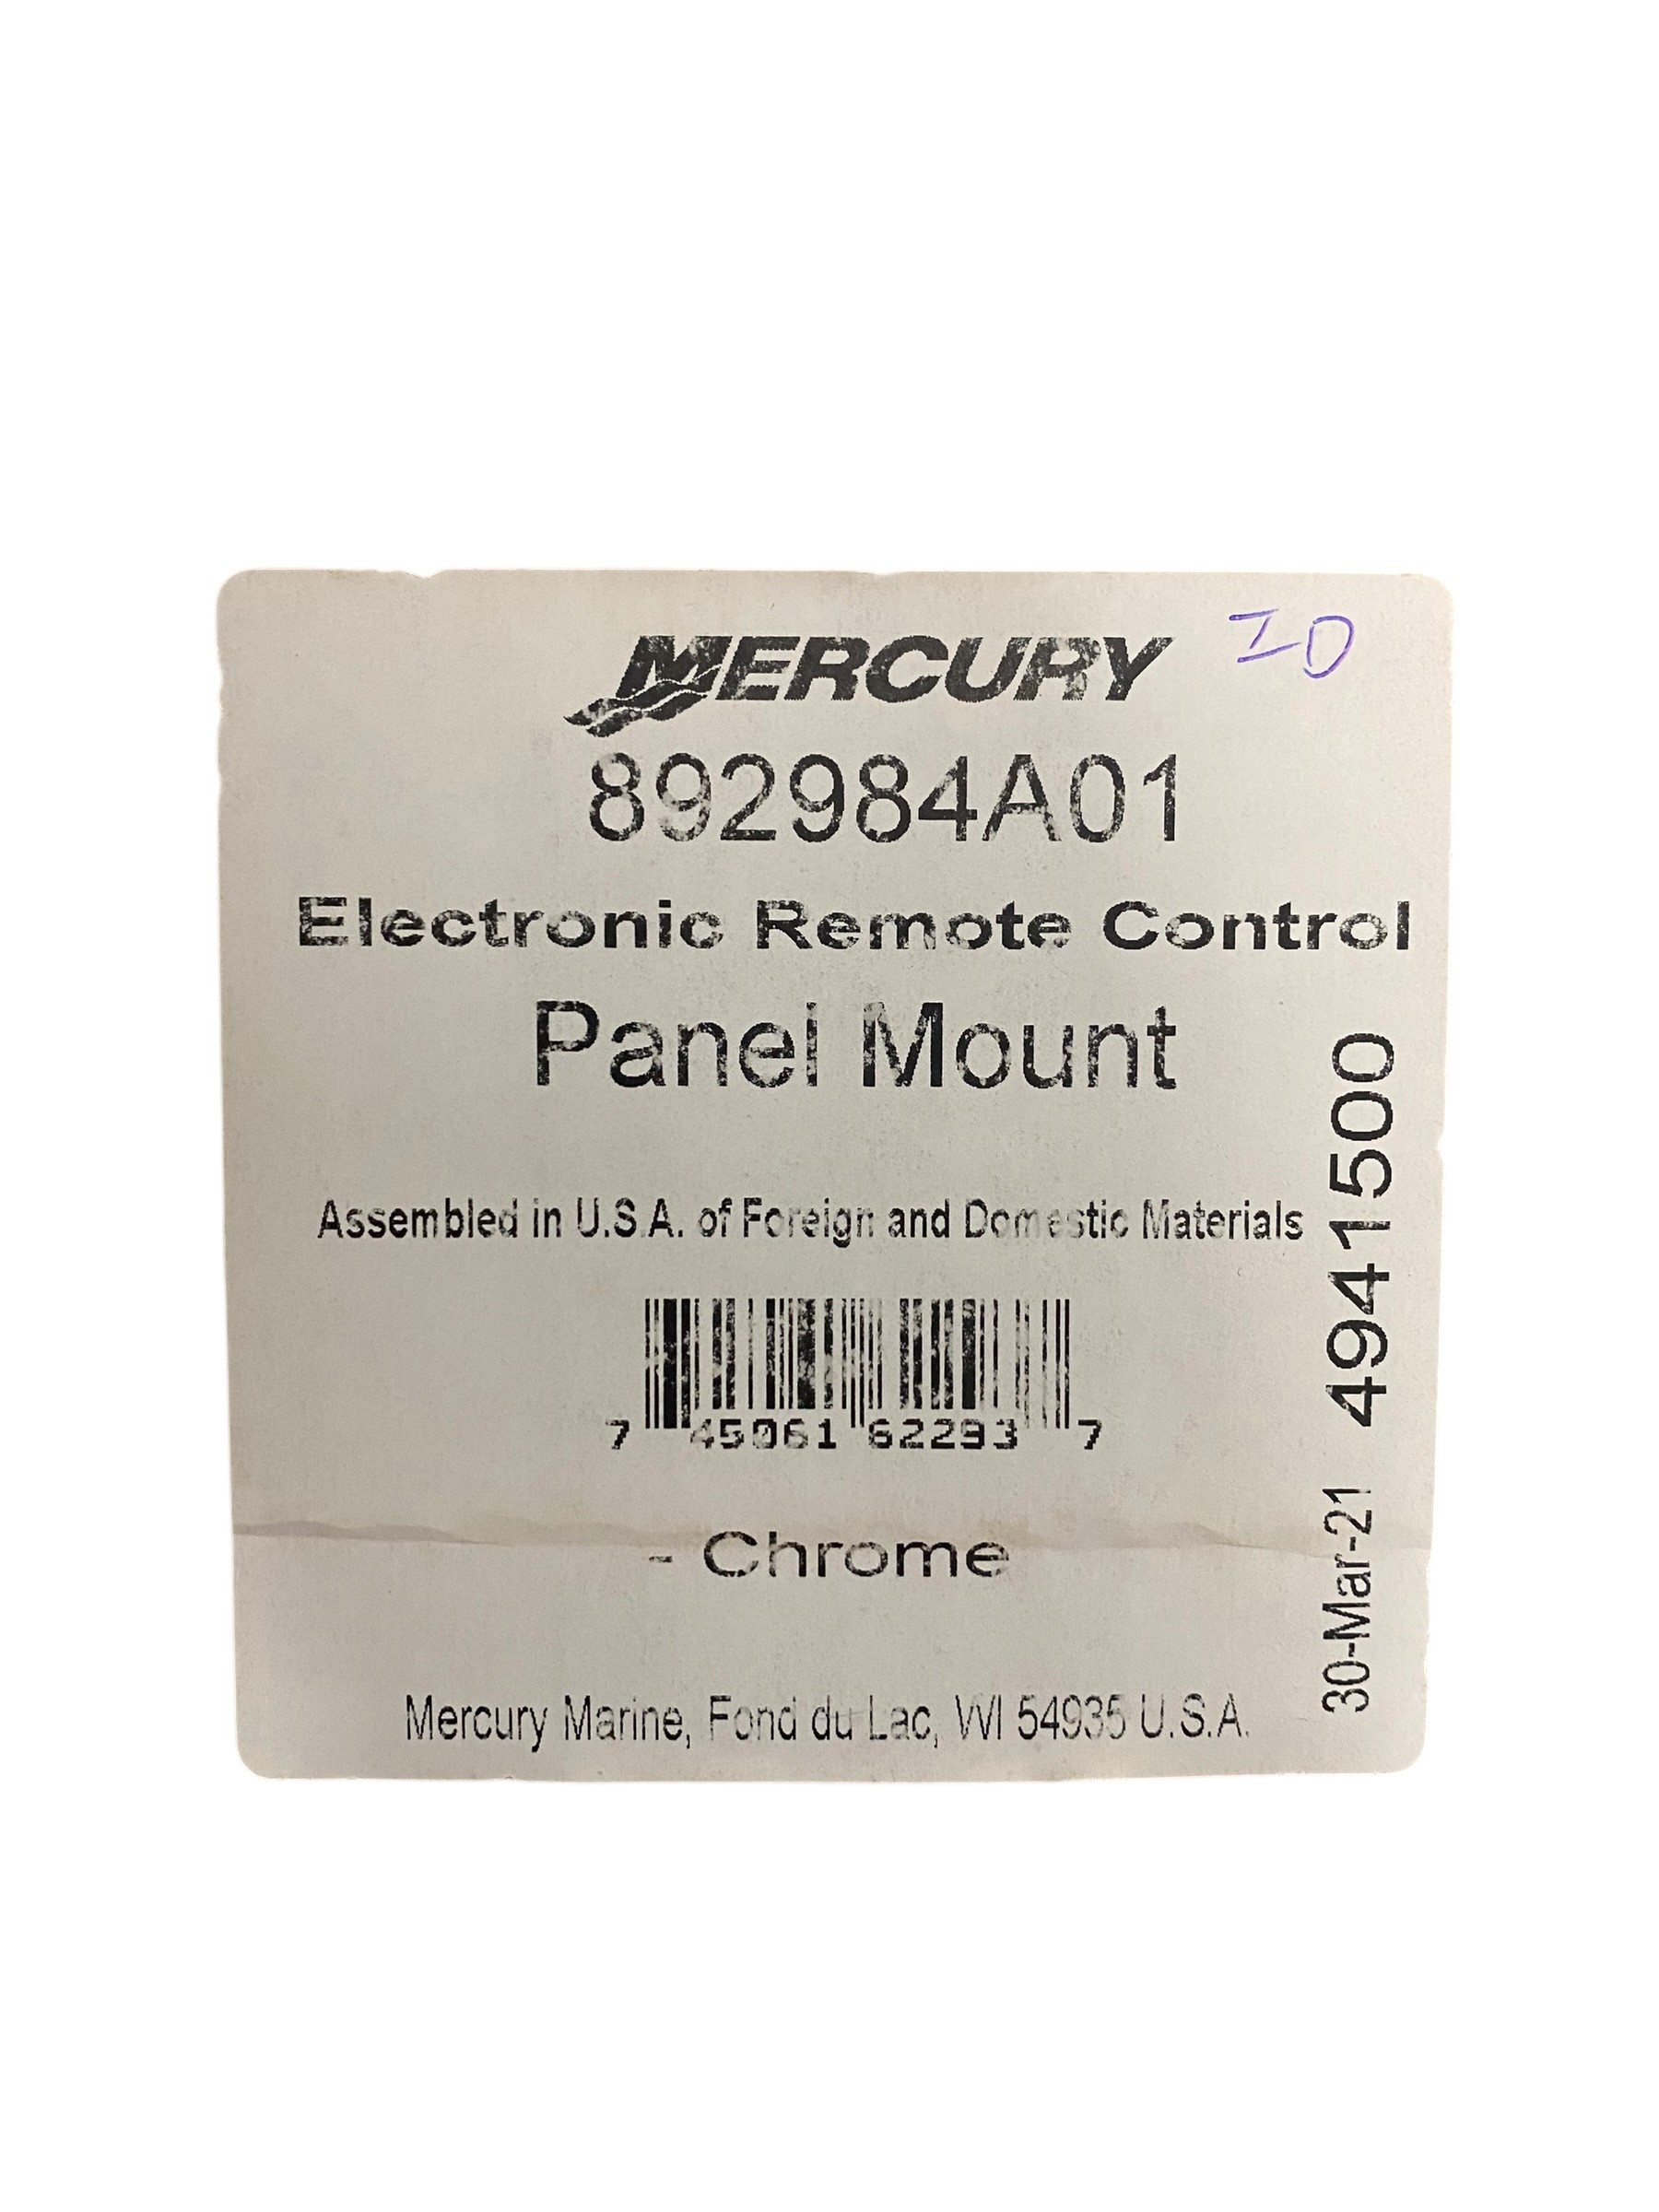 MERCURY
ID
892984A01
Electronic Remote Control
Panel Mount
Assembled in U.S.A. of Foreign and Domestic Materials
7 45061 62293 7
- Chrome
Mercury Marine, Fond du Lac, WI 54935 U.S.A.
30-Mar-21 4941500